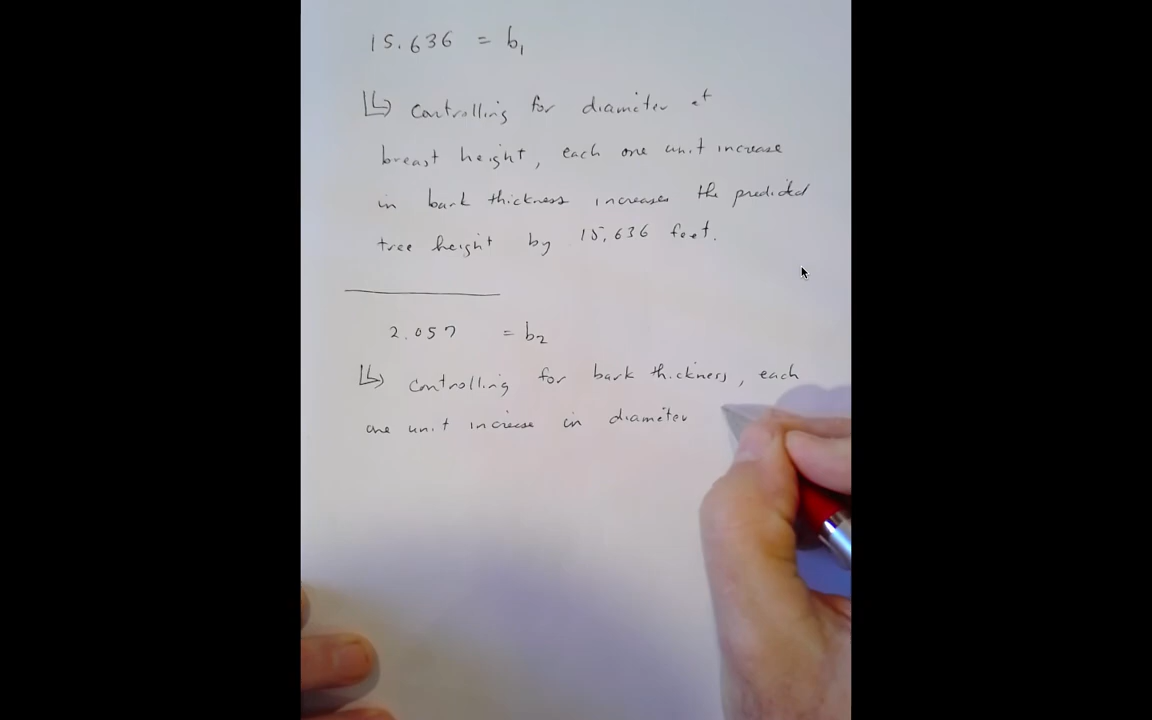 15.636 = b1
↳ Controlling for diameter at
breast height, each one unit increase
in bark thickness increases the predicted
tree height by 15.636 feet.
2.057 = b2
↳ Controlling for bark thickness, each
one unit increase in diameter